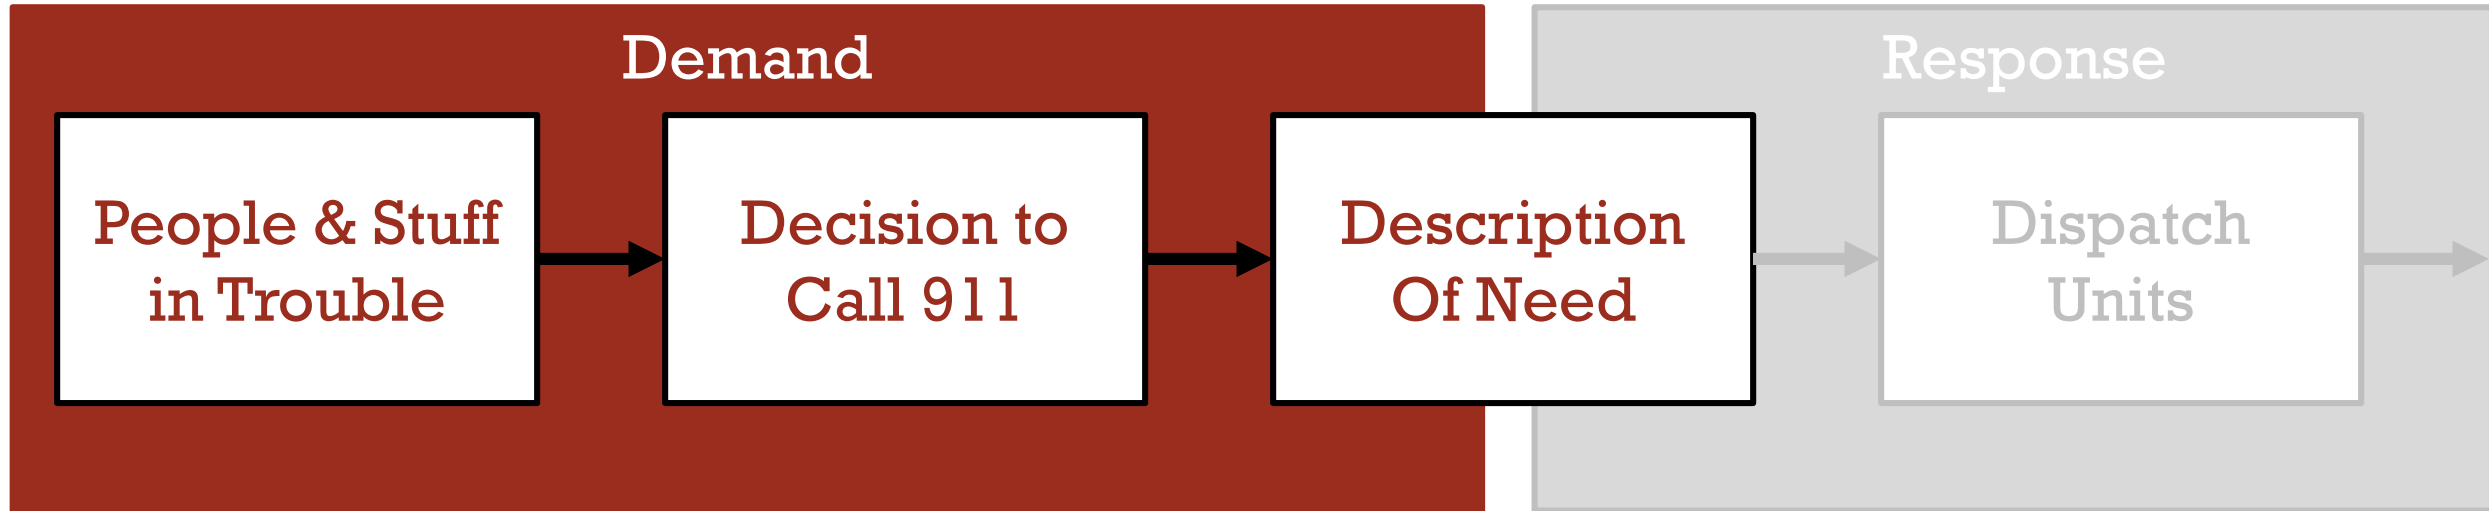 Demand
People & Stuff
in Trouble
Decision to
Call 911
Description
Of Need
Response
Dispatch
Units